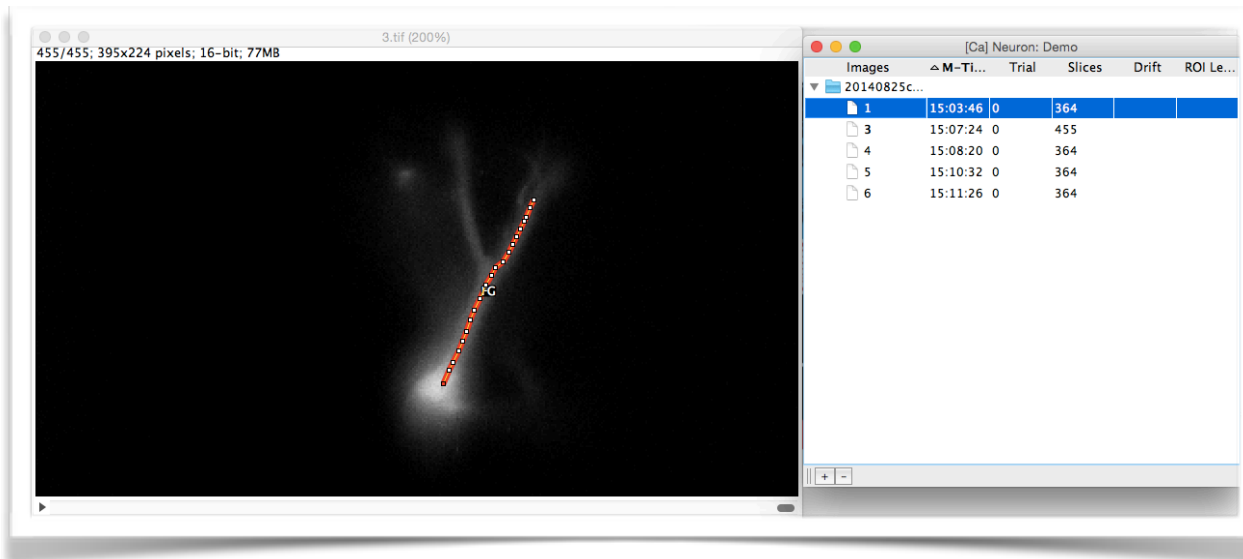 3.tif (200%)
455/455; 395x224 pixels; 16-bit; 77MB
[Ca] Neuron: Demo
Images M-Ti... Trial Slices Drift ROI Le...
20140825c...
1 15:03:46 0 364
3 15:07:24 0 455
4 15:08:20 0 364
5 15:10:32 0 364
6 15:11:26 0 364
+ -